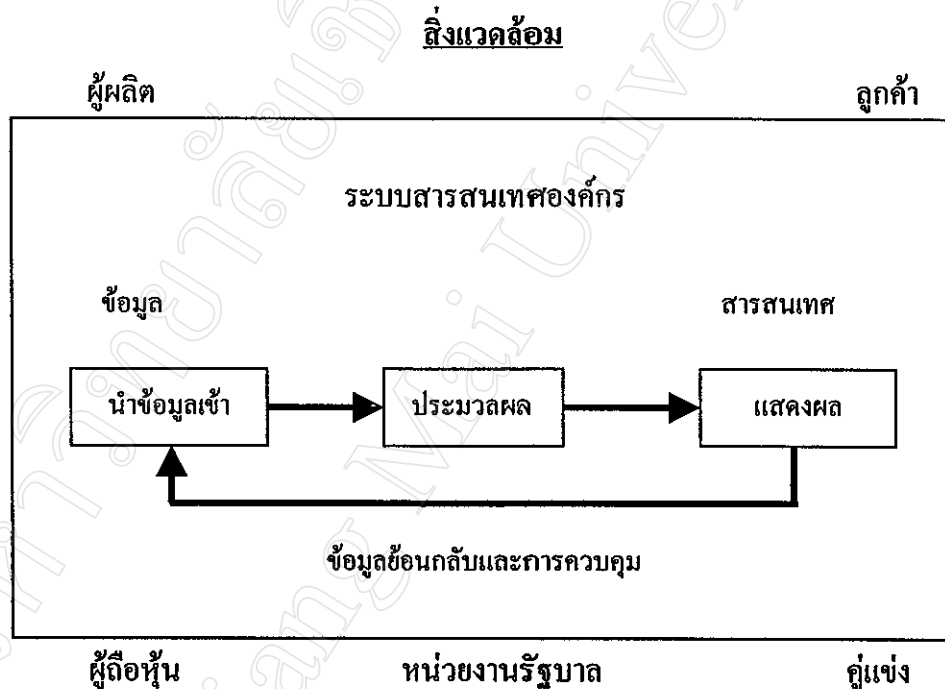 สิ่งแวดล้อม
ผู้ผลิต ลูกค้า
ระบบสารสนเทศองค์กร
ข้อมูล สารสนเทศ
นำข้อมูลเข้า ประมวลผล แสดงผล
ข้อมูลย้อนกลับและการควบคุม
ผู้ถือหุ้น หน่วยงานรัฐบาล คู่แข่ง